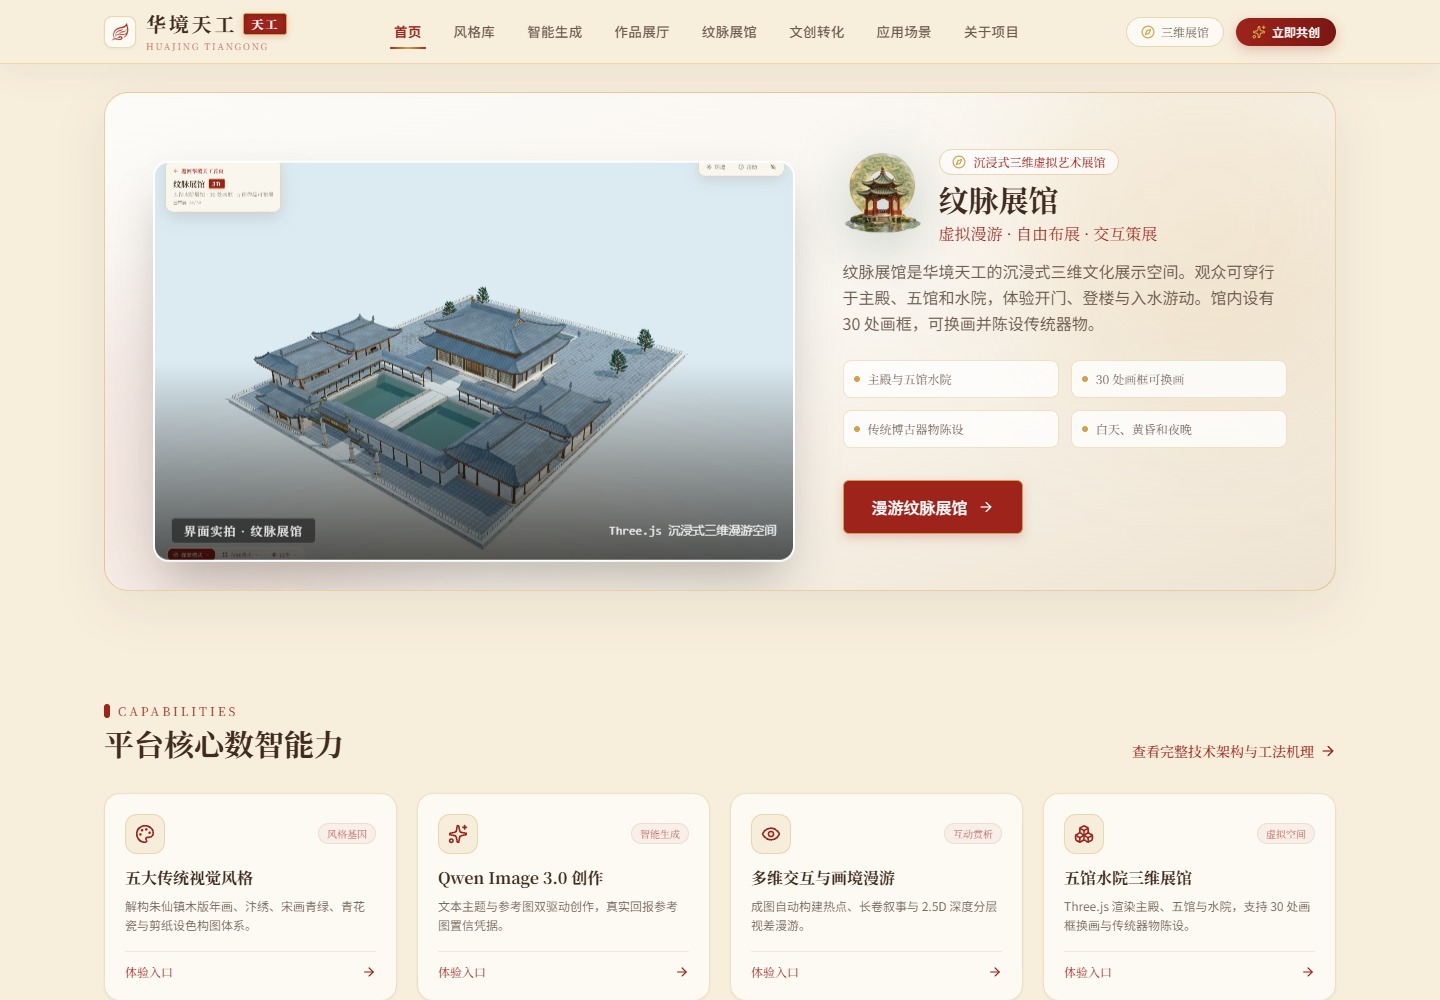 华境天工 天工
HUAJING TIANGONG
首页 风格库 智能生成 作品展厅 纹脉展馆 文创转化 应用场景 关于项目
三维展馆 立即共创
纹脉展馆 3D
界面实拍 · 纹脉展馆
Three.js 沉浸式三维漫游空间
沉浸式三维虚拟艺术展馆
纹脉展馆
虚拟漫游 · 自由布展 · 交互策展
纹脉展馆是华境天工的沉浸式三维文化展示空间。观众可穿行
于主殿、五馆和水院，体验开门、登楼与入水游动。馆内设有
30 处画框，可换画并陈设传统器物。
主殿与五馆水院 30 处画框可换画
传统博古器物陈设 白天、黄昏和夜晚
漫游纹脉展馆
CAPABILITIES
平台核心数智能力
查看完整技术架构与工法机理
风格基因
五大传统视觉风格
解构朱仙镇木版年画、汴绣、宋画青绿、青花
瓷与剪纸设色构图体系。
体验入口
智能生成
Qwen Image 3.0 创作
文本主题与参考图双驱动创作，真实回报参考
图置信凭据。
体验入口
互动赏析
多维交互与画境漫游
成图自动构建热点、长卷叙事与 2.5D 深度分层
视差漫游。
体验入口
虚拟空间
五馆水院三维展馆
Three.js 渲染主殿、五馆与水院，支持 30 处画
框换画与传统器物陈设。
体验入口